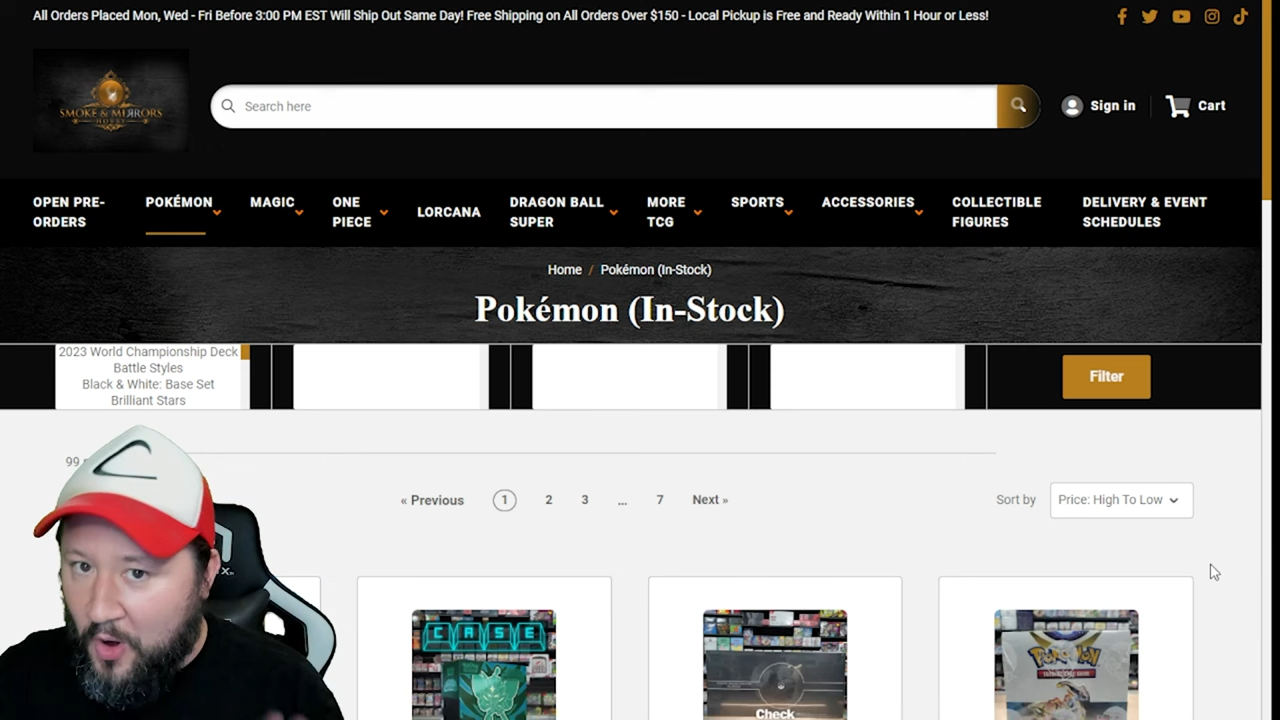 All Orders Placed Mon, Wed - Fri Before 3:00 PM EST Will Ship Out Same Day! Free Shipping on All Orders Over $150 - Local Pickup is Free and Ready Within 1 Hour or Less!
SMOKE & MIRRORS
HOBBY
Search here
Sign in
Cart
OPEN PRE-ORDERS
POKÉMON
MAGIC
ONE PIECE
LORCANA
DRAGON BALL SUPER
MORE TCG
SPORTS
ACCESSORIES
COLLECTIBLE FIGURES
DELIVERY & EVENT SCHEDULES
Home / Pokémon (In-Stock)
Pokémon (In-Stock)
2023 World Championship Deck
Battle Styles
Black & White: Base Set
Brilliant Stars
Filter
99
« Previous 1 2 3 ... 7 Next »
Sort by Price: High To Low
CASE
Check
Pokémon